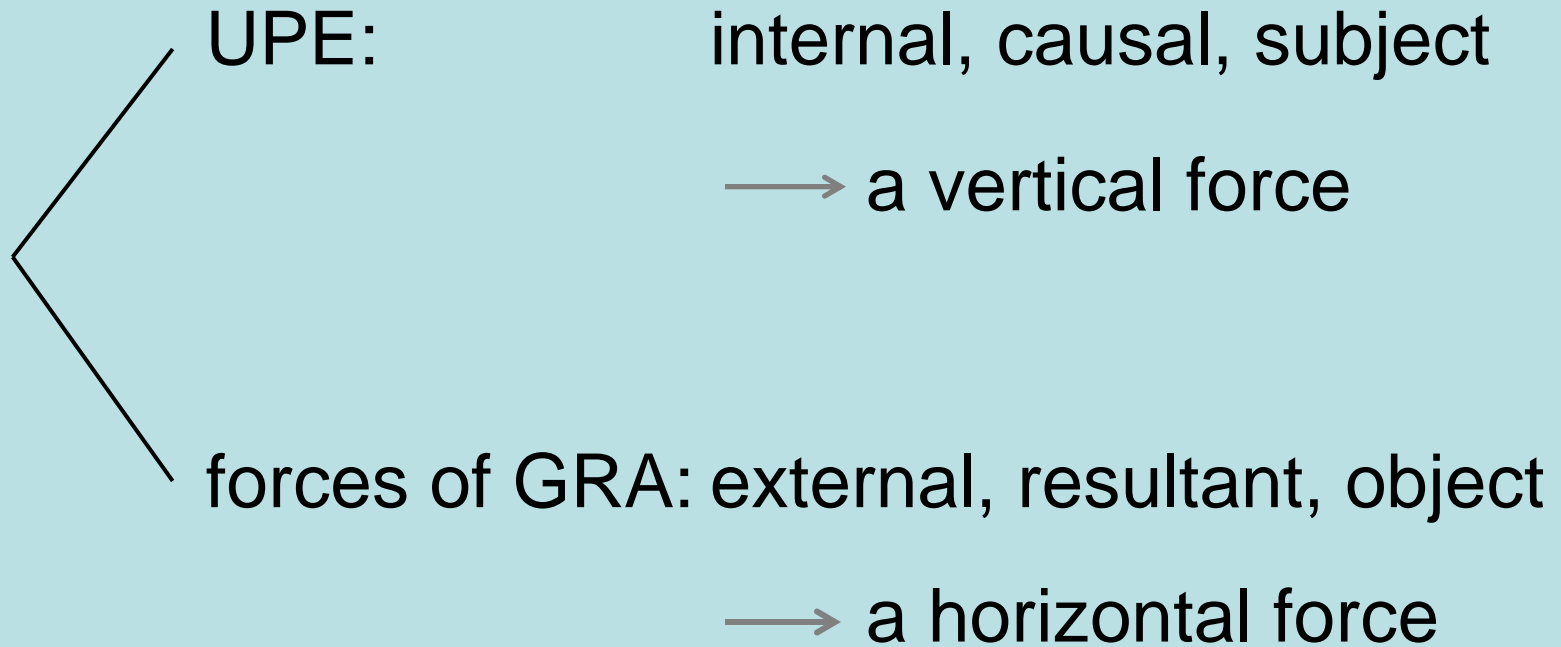 UPE: internal, causal, subject
a vertical force
forces of GRA: external, resultant, object
a horizontal force